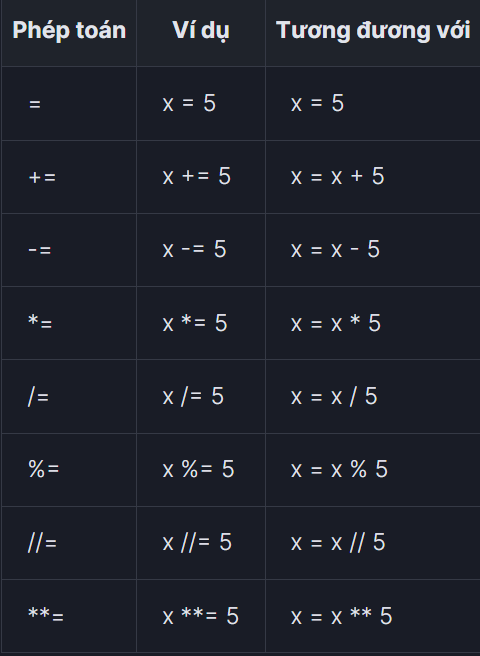 Phép toán Ví dụ Tương đương với
= x = 5 x = 5
+= x += 5 x = x + 5
-= x -= 5 x = x - 5
*= x *= 5 x = x * 5
/= x /= 5 x = x / 5
%= x %= 5 x = x % 5
//= x //= 5 x = x // 5
**= x **= 5 x = x ** 5